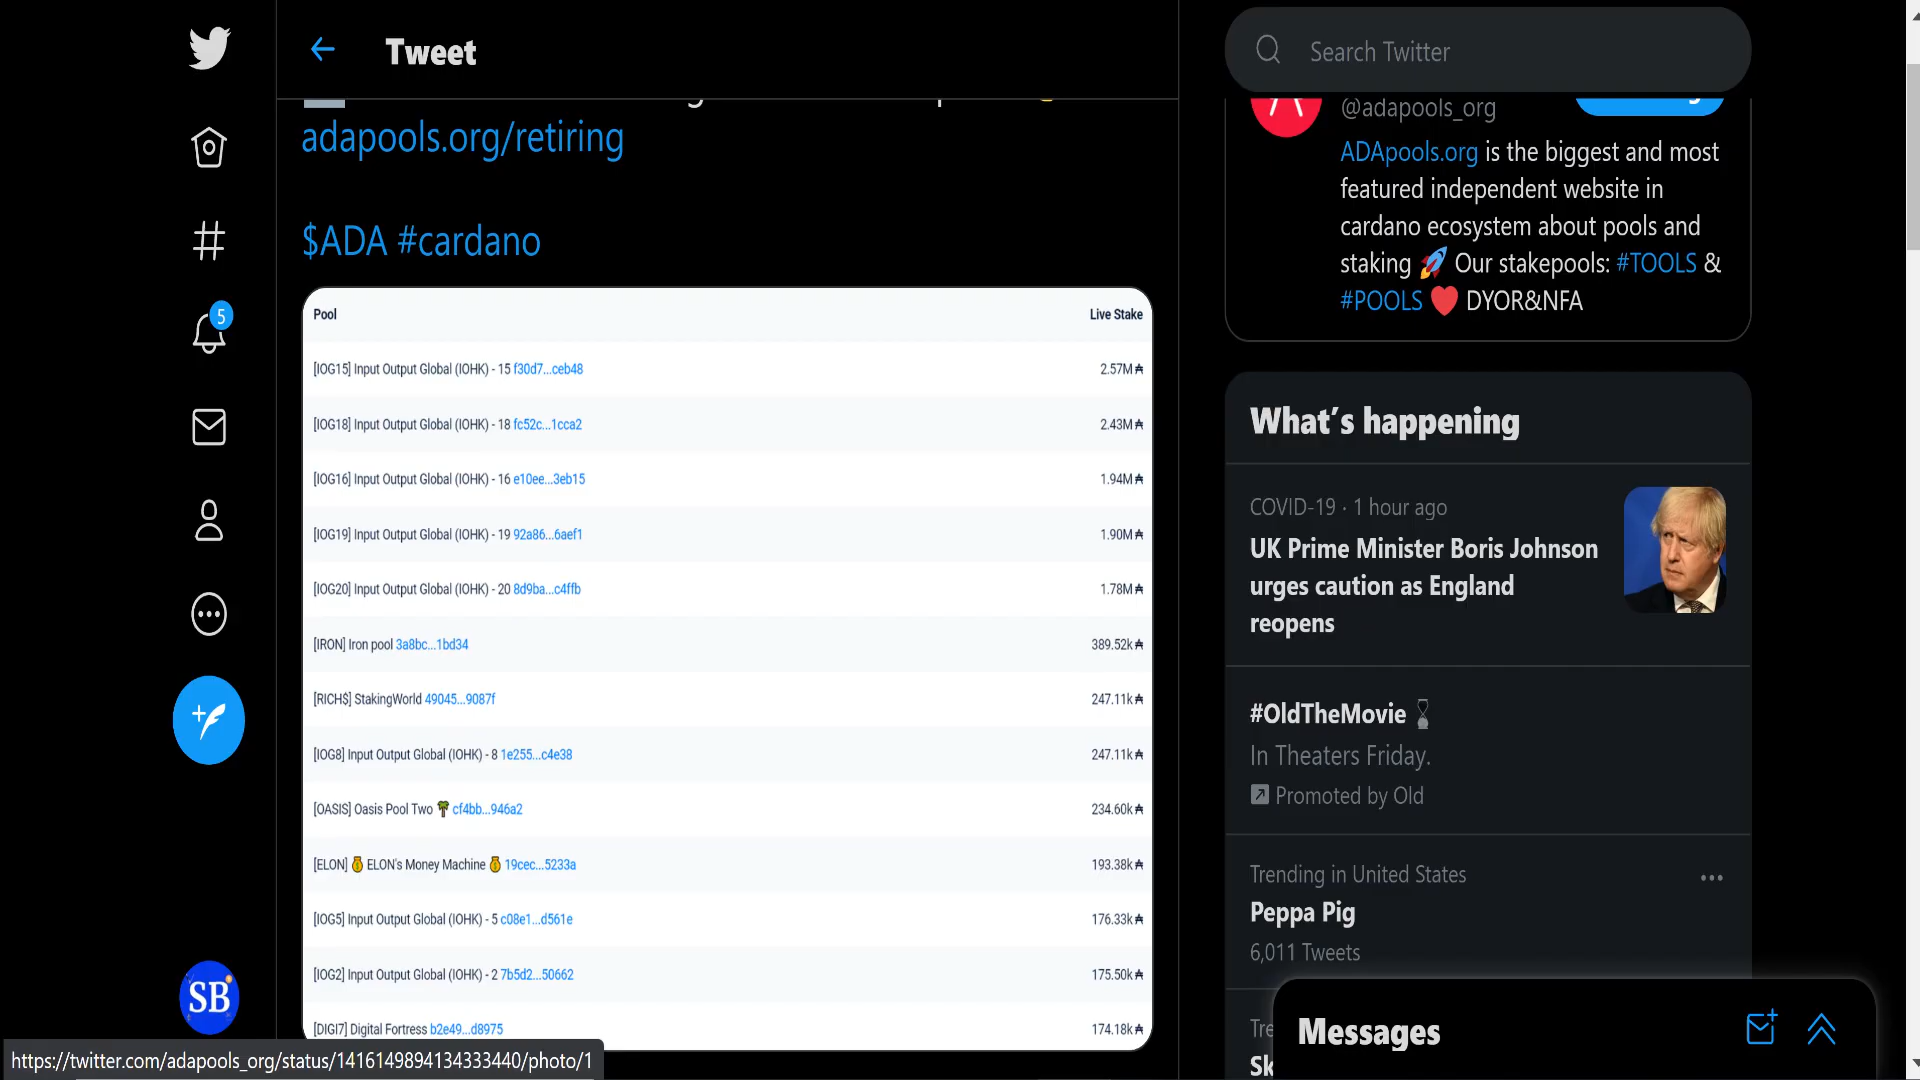 Tweet
adapools.org/retiring
$ADA #cardano
Pool Live Stake
[IOG15] Input Output Global (IOHK) - 15 f30d7...ceb48 2.57M₳
[IOG18] Input Output Global (IOHK) - 18 fc52c...1cca2 2.43M₳
[IOG16] Input Output Global (IOHK) - 16 e10ee...3eb15 1.94M₳
[IOG19] Input Output Global (IOHK) - 19 92a86...6aef1 1.90M₳
[IOG20] Input Output Global (IOHK) - 20 8d9ba...c4ffb 1.78M₳
[IRON] Iron pool 3a8bc...1bd34 389.52k₳
[RICH$] StakingWorld 49045...9087f 247.11k₳
[IOG8] Input Output Global (IOHK) - 8 1e255...c4e38 247.11k₳
[OASIS] Oasis Pool Two 🌴 cf4bb...946a2 234.60k₳
[ELON] 💰 ELON's Money Machine 💰 19cec...5233a 193.38k₳
[IOG5] Input Output Global (IOHK) - 5 c08e1...d561e 176.33k₳
[IOG2] Input Output Global (IOHK) - 2 7b5d2...50662 175.50k₳
[DIGI7] Digital Fortress b2e49...d8975 174.18k₳
5
SB
https://twitter.com/adapools_org/status/1416149894134333440/photo/1
Search Twitter
@adapools_org
ADApools.org is the biggest and most
featured independent website in
cardano ecosystem about pools and
staking 🚀 Our stakepools: #TOOLS &
#POOLS ❤️ DYOR&NFA
What's happening
COVID-19 · 1 hour ago
UK Prime Minister Boris Johnson
urges caution as England
reopens
#OldTheMovie
In Theaters Friday.
Promoted by Old
Trending in United States
Peppa Pig
6,011 Tweets
Tre
Sk
Messages